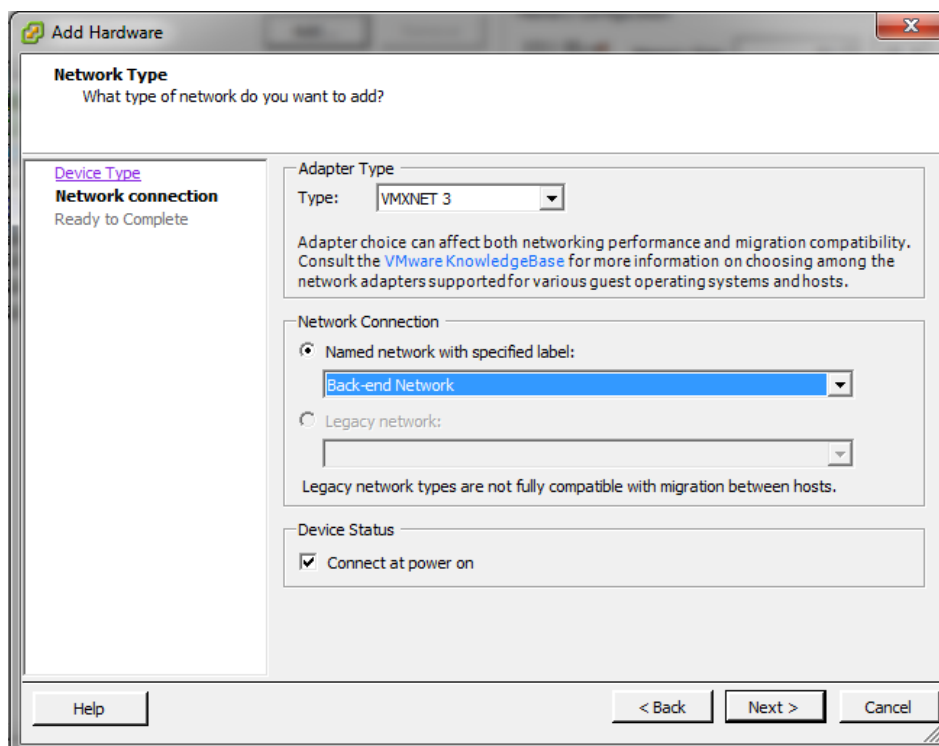 Add Hardware
Network Type
What type of network do you want to add?
Device Type
Network connection
Ready to Complete
Adapter Type
Type: VMXNET 3
Adapter choice can affect both networking performance and migration compatibility.
Consult the VMware KnowledgeBase for more information on choosing among the
network adapters supported for various guest operating systems and hosts.
Network Connection
Named network with specified label:
Back-end Network
Legacy network:
Legacy network types are not fully compatible with migration between hosts.
Device Status
Connect at power on
Help
< Back
Next >
Cancel